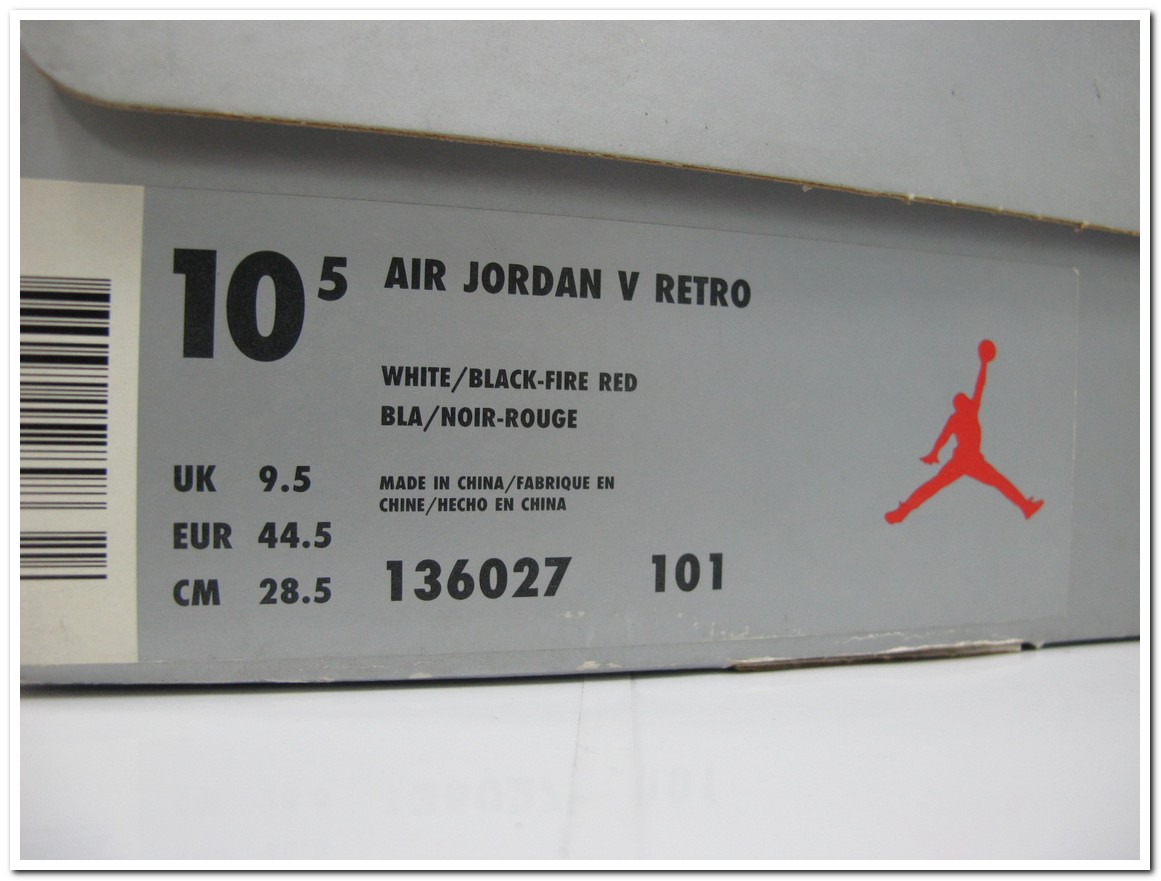 10 5 AIR JORDAN V RETRO
WHITE/BLACK-FIRE RED
BLA/NOIR-ROUGE
UK 9.5
EUR 44.5
CM 28.5
MADE IN CHINA/FABRIQUE EN
CHINE/HECHO EN CHINA
136027 101